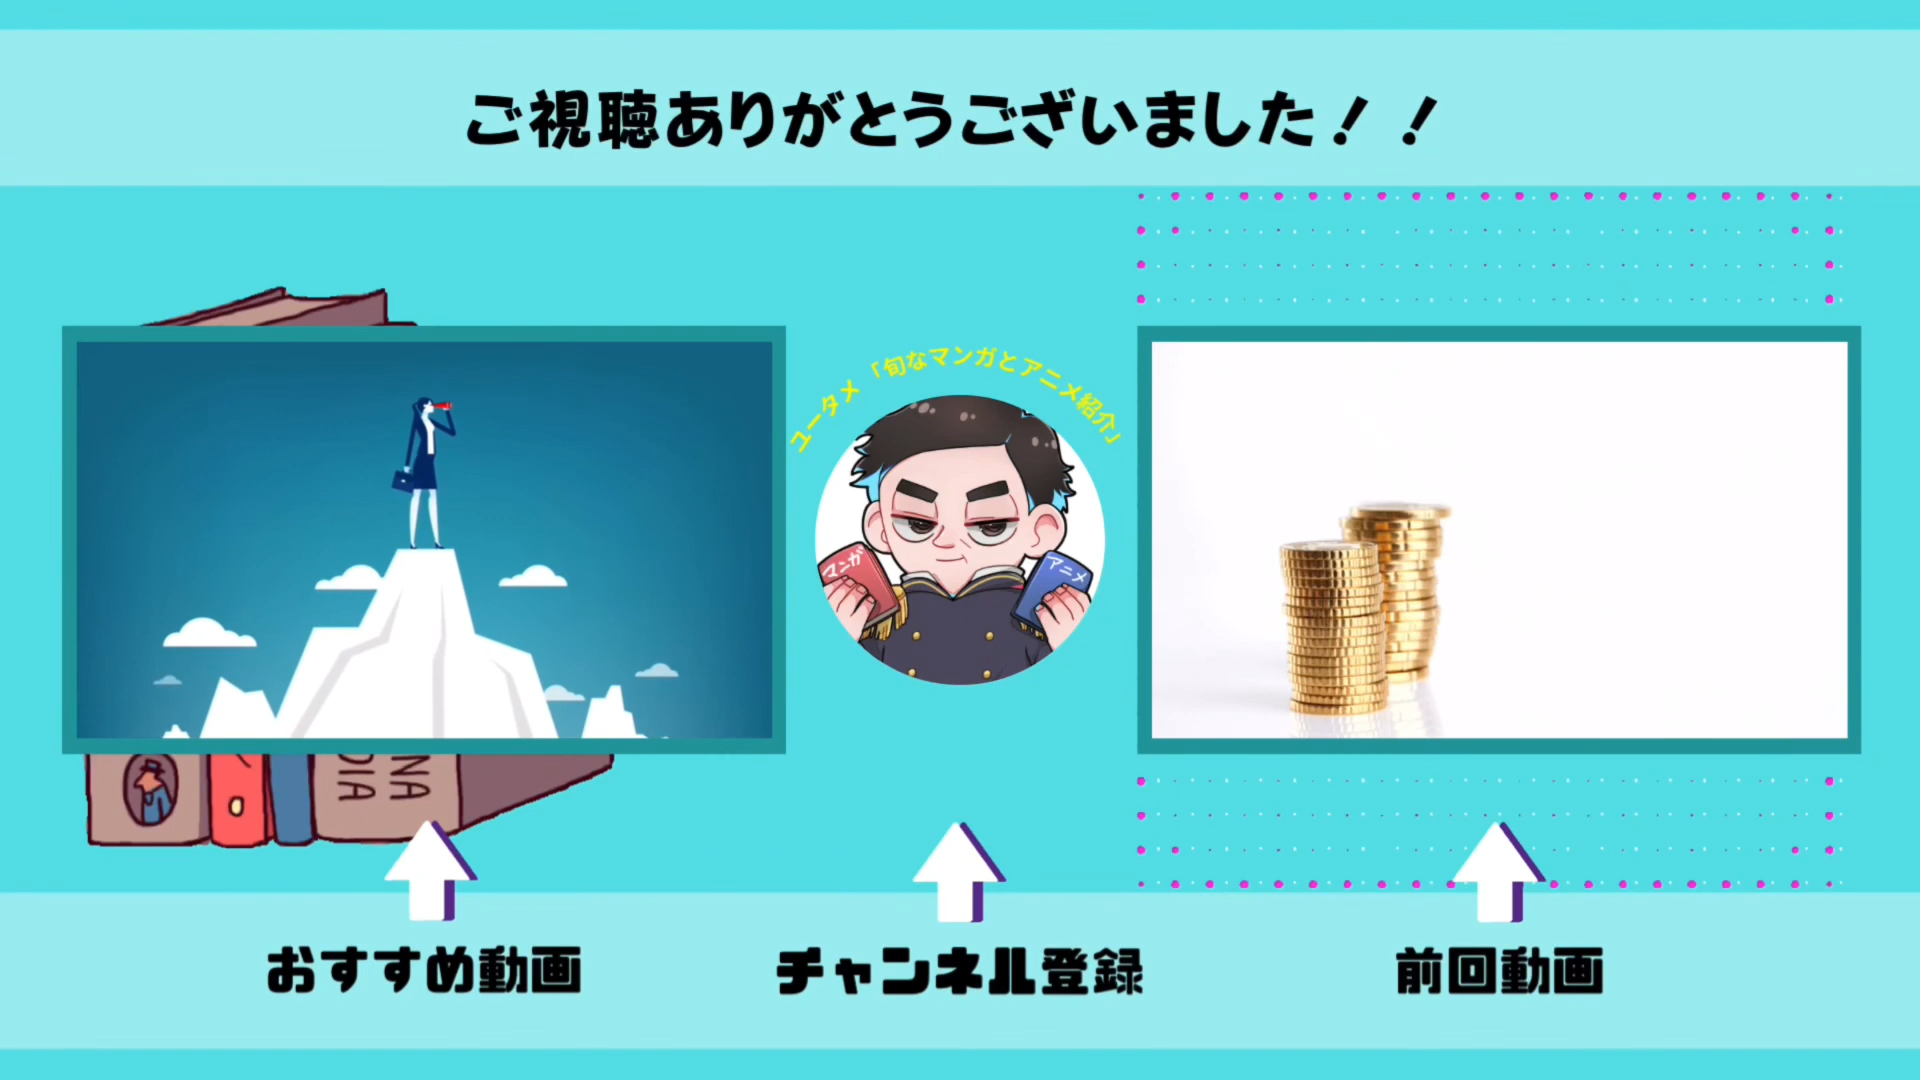 ご視聴ありがとうございました！！
ユータメ「旬なマンガとアニメ紹介」
マンガ
アニメ
NA
DIA
おすすめ動画
チャンネル登録
前回動画